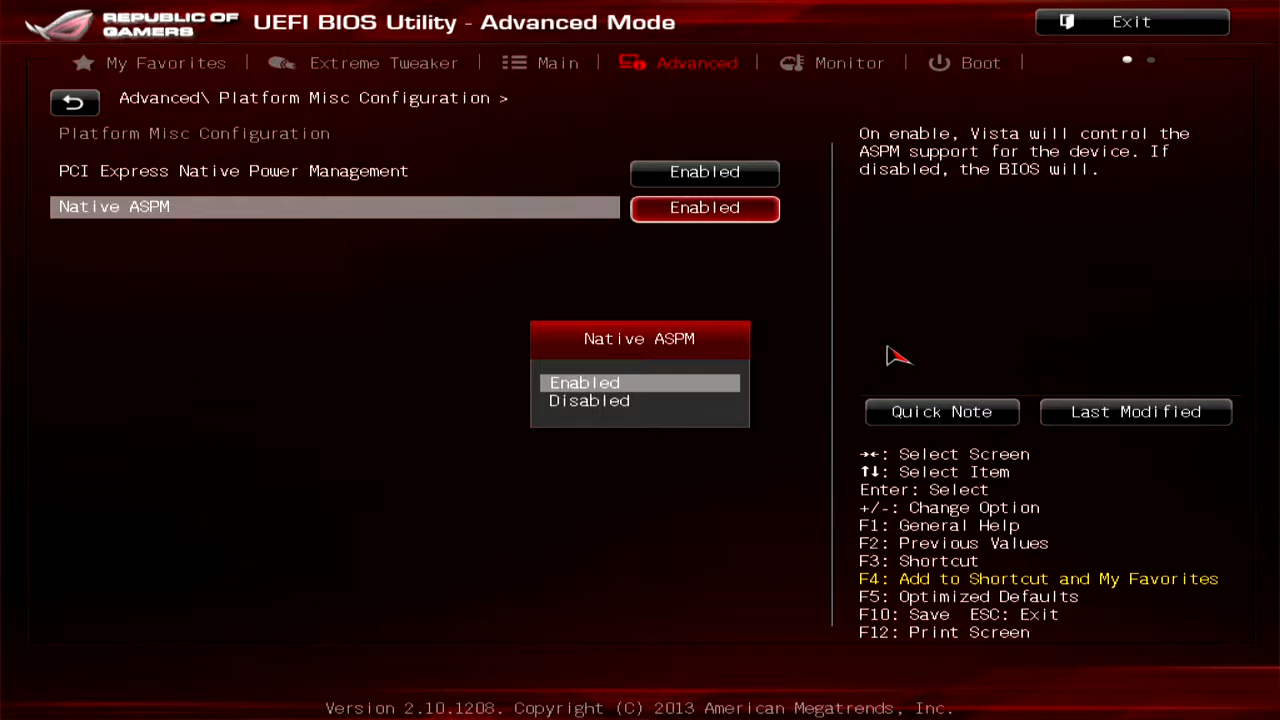 REPUBLIC OF
GAMERS
UEFI BIOS Utility - Advanced Mode
Exit
My Favorites
Extreme Tweaker
Main
Advanced
Monitor
Boot
Advanced\ Platform Misc Configuration >
Platform Misc Configuration
PCI Express Native Power Management
Enabled
Native ASPM
Enabled
Native ASPM
Enabled
Disabled
On enable, Vista will control the
ASPM support for the device. If
disabled, the BIOS will.
Quick Note
Last Modified
→←: Select Screen
↑↓: Select Item
Enter: Select
+/-: Change Option
F1: General Help
F2: Previous Values
F3: Shortcut
F4: Add to Shortcut and My Favorites
F5: Optimized Defaults
F10: Save  ESC: Exit
F12: Print Screen
Version 2.10.1208. Copyright (C) 2013 American Megatrends, Inc.